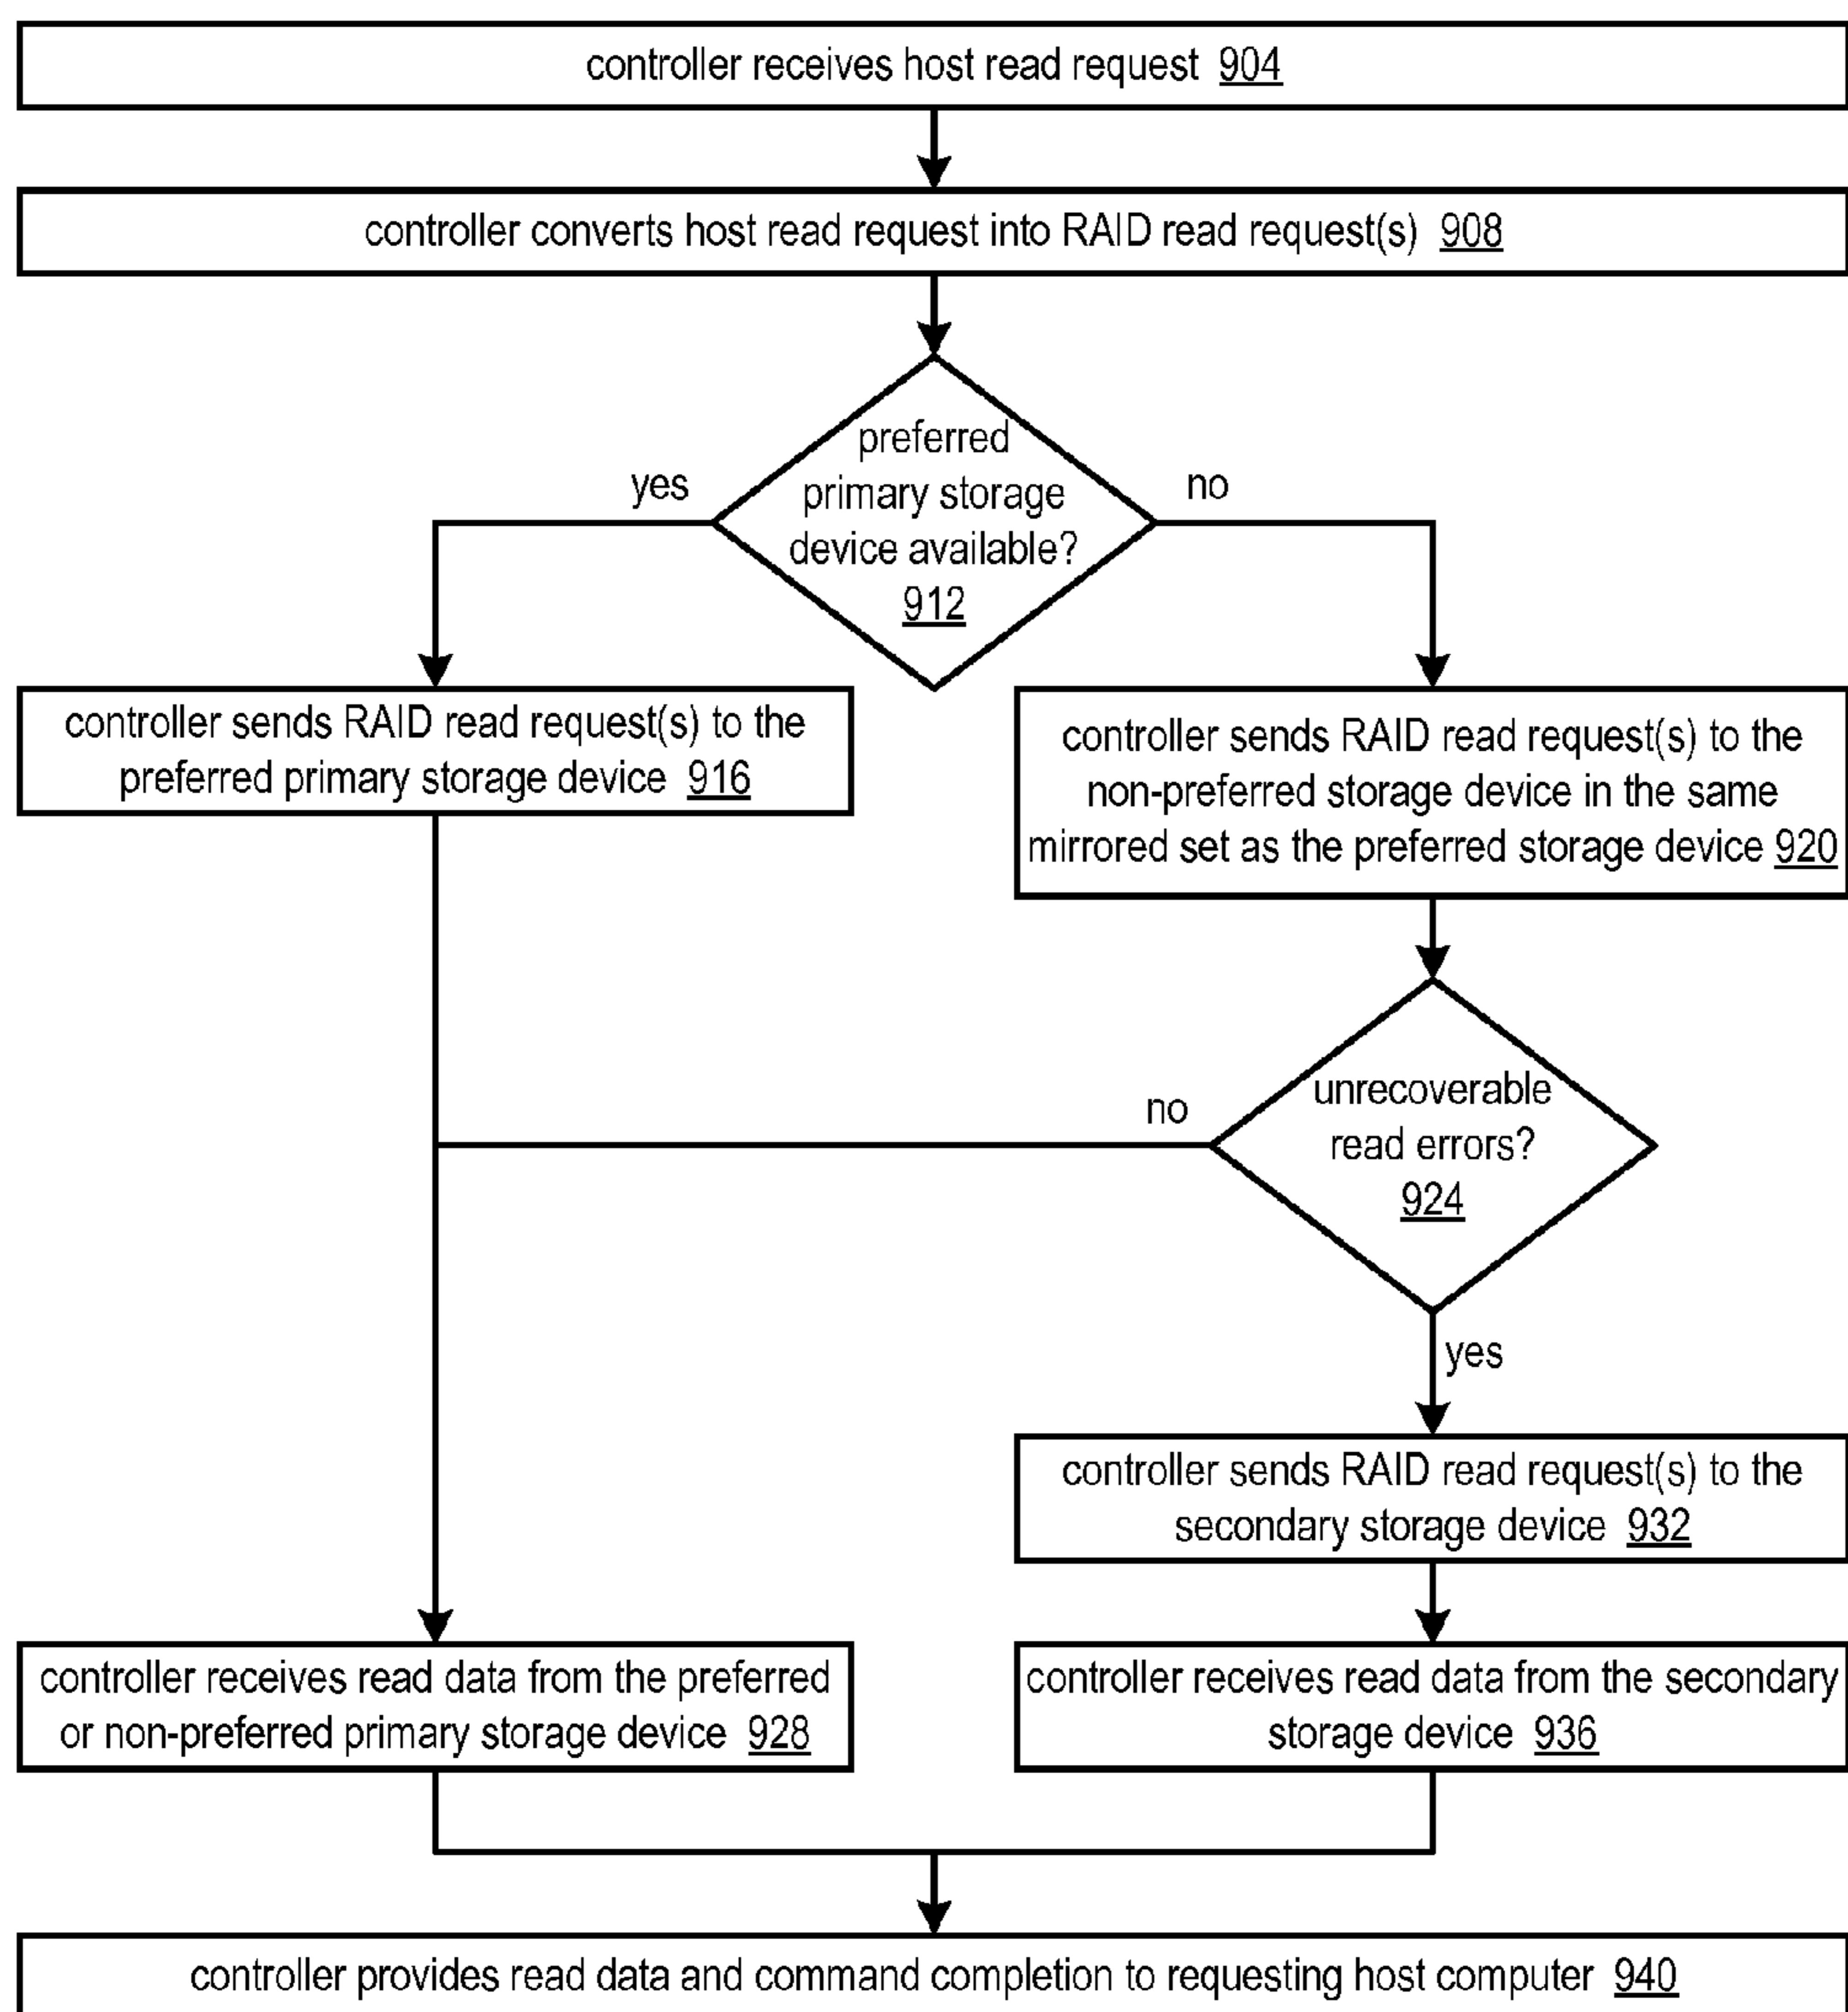 controller receives host read request 904
controller converts host read request into RAID read request(s) 908
preferred
primary storage
device available?
912
yes
no
controller sends RAID read request(s) to the
preferred primary storage device 916
controller sends RAID read request(s) to the
non-preferred storage device in the same
mirrored set as the preferred storage device 920
unrecoverable
read errors?
924
no
yes
controller sends RAID read request(s) to the
secondary storage device 932
controller receives read data from the preferred
or non-preferred primary storage device 928
controller receives read data from the secondary
storage device 936
controller provides read data and command completion to requesting host computer 940